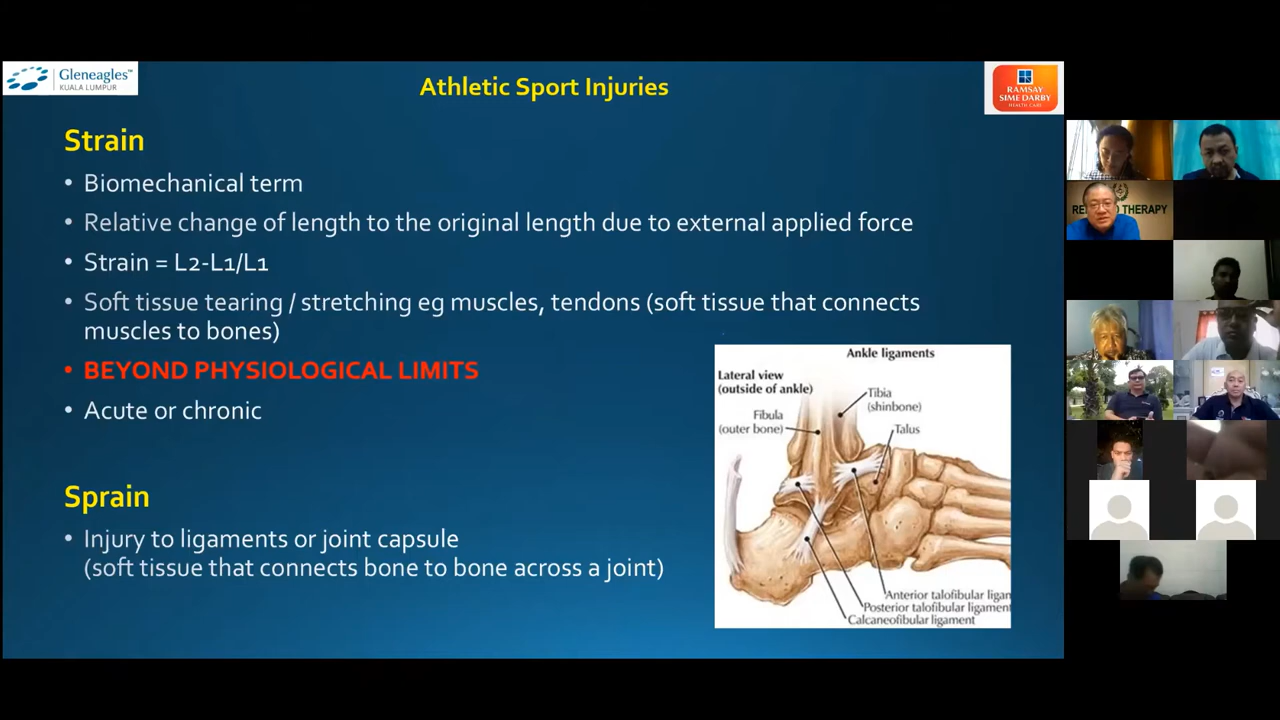 Gleneagles™
KUALA LUMPUR
Athletic Sport Injuries
RAMSAY
SIME DARBY
HEALTH CARE
Strain
• Biomechanical term
• Relative change of length to the original length due to external applied force
• Strain = L2-L1/L1
• Soft tissue tearing / stretching eg muscles, tendons (soft tissue that connects
muscles to bones)
• BEYOND PHYSIOLOGICAL LIMITS
• Acute or chronic
Sprain
• Injury to ligaments or joint capsule
(soft tissue that connects bone to bone across a joint)
Ankle ligaments
Lateral view
(outside of ankle)
Tibia
(shinbone)
Fibula
(outer bone)
Talus
Anterior talofibular ligan
Posterior talofibular ligament
Calcaneofibular ligament
THERAPY